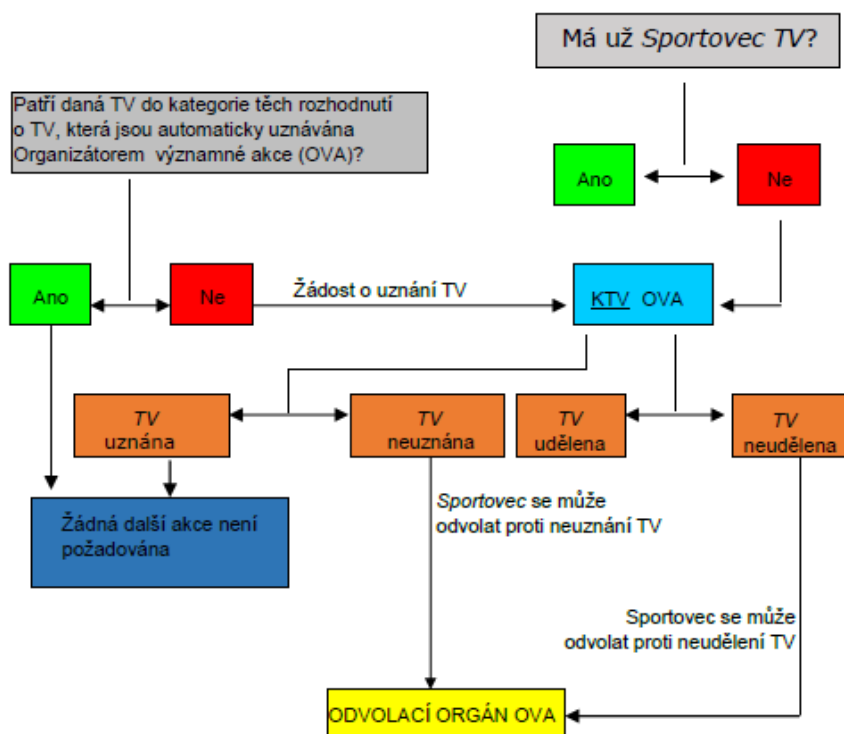 Má už Sportovec TV?
Patří daná TV do kategorie těch rozhodnutí
o TV, která jsou automaticky uznávána
Organizátorem významné akce (OVA)?
Ano
Ne
Ano
Ne
Žádost o uznání TV
KTV OVA
TV
uznána
TV
neuznána
TV
udělena
TV
neudělena
Žádná další akce není
požadována
Sportovec se může
odvolat proti neuznání TV
Sportovec se může
odvolat proti neudělení TV
ODVOLACÍ ORGÁN OVA